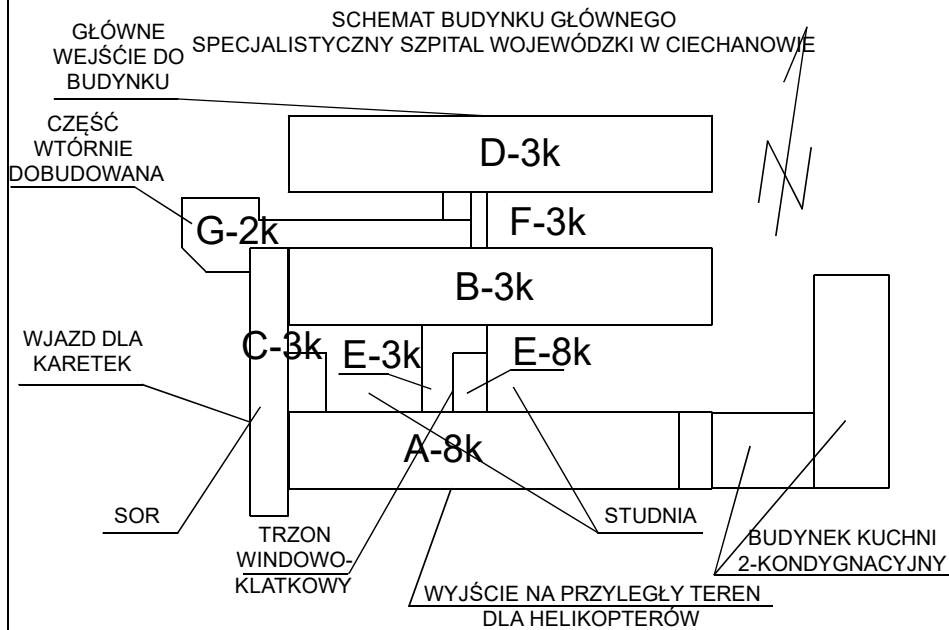 SCHEMAT BUDYNKU GŁÓWNEGO
SPECJALISTYCZNY SZPITAL WOJEWÓDZKI W CIECHANOWIE
GŁÓWNE
WEJŚĆIE DO
BUDYNKU
CZĘŚĆ
WTÓRNIE
DOBUDOWANA
D-3k
G-2k
F-3k
B-3k
WJAZD DLA
KARETEK
C-3k
E-3k
E-8k
A-8k
SOR
TRZON
WINDOWO-
KLATKOWY
STUDNIA
BUDYNEK KUCHNI
2-KONDYGNACYJNY
WYJŚCIE NA PRZYLEGŁY TEREN
DLA HELIKOPTERÓW
N